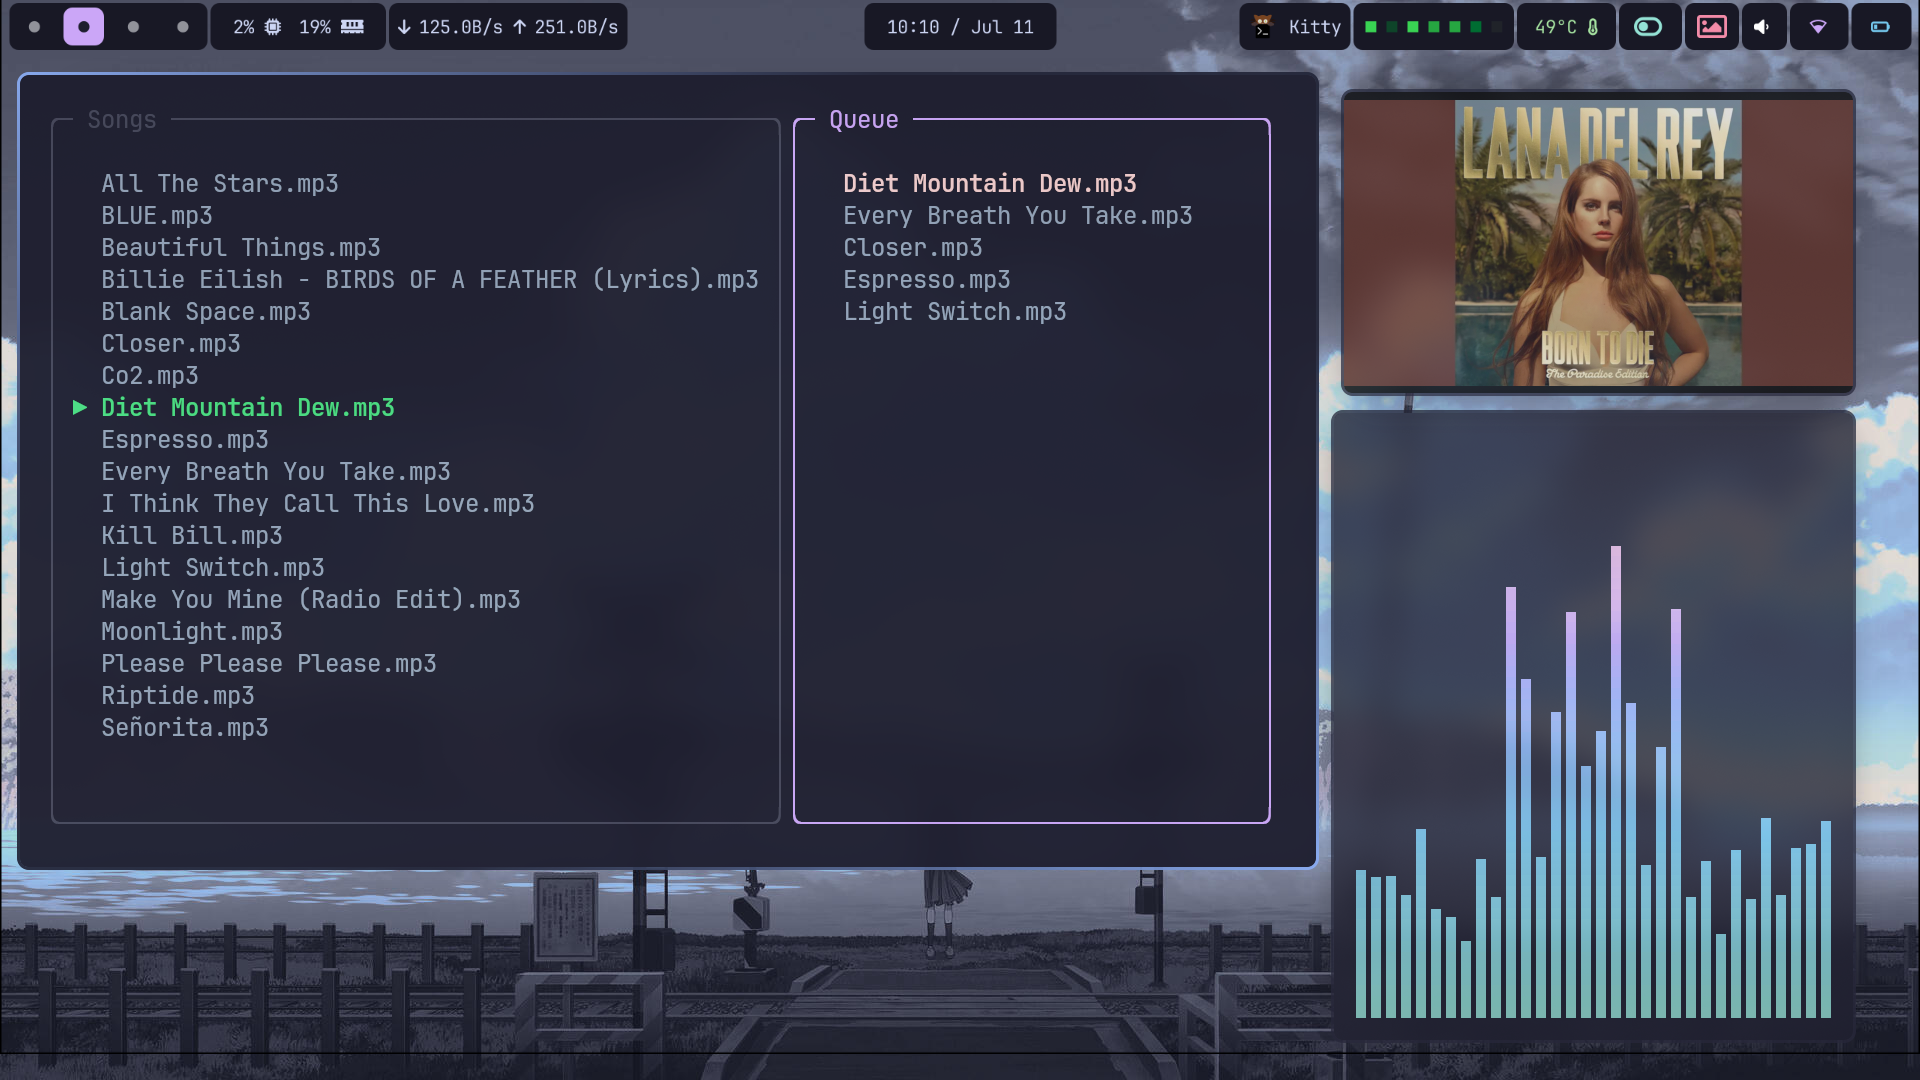 2% 19% 125.0B/s 251.0B/s 10:10 / Jul 11 Kitty 49°C
Songs
All The Stars.mp3
BLUE.mp3
Beautiful Things.mp3
Billie Eilish - BIRDS OF A FEATHER (Lyrics).mp3
Blank Space.mp3
Closer.mp3
Co2.mp3
Diet Mountain Dew.mp3
Espresso.mp3
Every Breath You Take.mp3
I Think They Call This Love.mp3
Kill Bill.mp3
Light Switch.mp3
Make You Mine (Radio Edit).mp3
Moonlight.mp3
Please Please Please.mp3
Riptide.mp3
Señorita.mp3
Queue
Diet Mountain Dew.mp3
Every Breath You Take.mp3
Closer.mp3
Espresso.mp3
Light Switch.mp3
LANA DEL REY
BORN TO DIE
The Paradise Edition